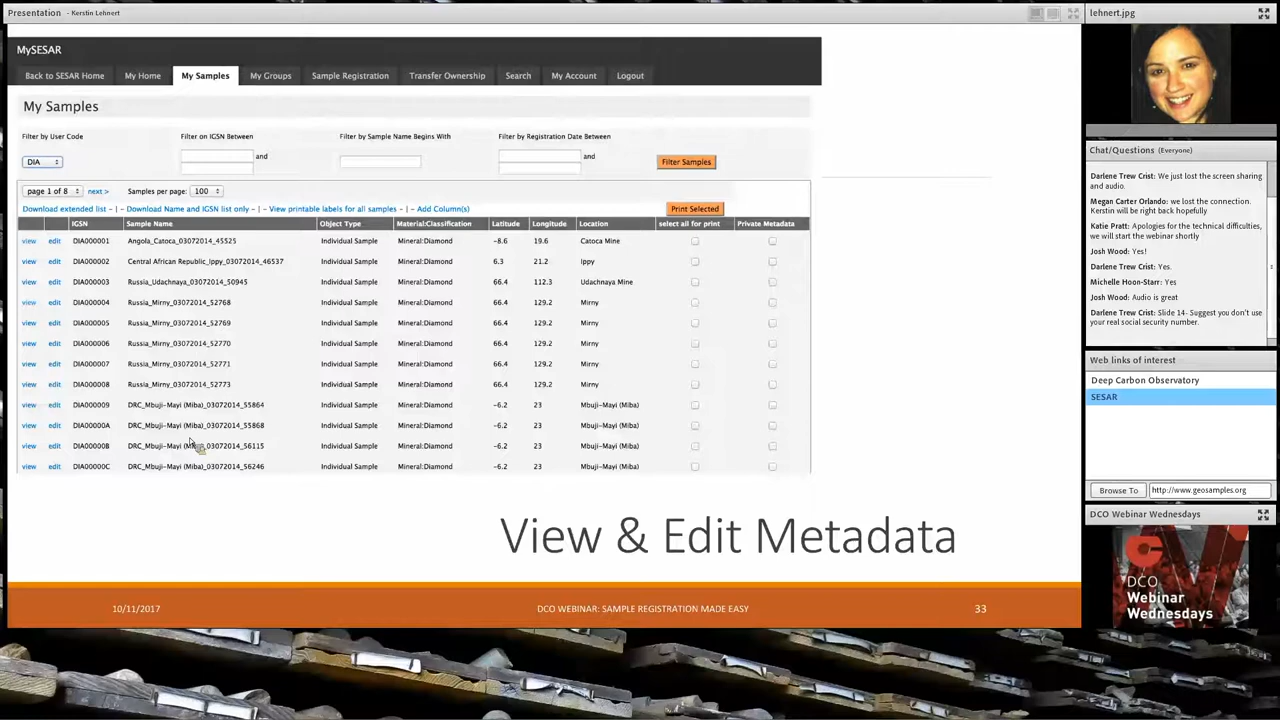 Presentation - Kerstin Lehnert
MySESAR
Back to SESAR Home My Home My Samples My Groups Sample Registration Transfer Ownership Search My Account Logout
My Samples
Filter by User Code Filter on IGSN Between Filter by Sample Name Begins With Filter by Registration Date Between
DIA and and Filter Samples
page 1 of 8 next > Samples per page: 100
Download extended list - | - Download Name and IGSN list only - | - View printable labels for all samples - | - Add Column(s) Print Selected
IGSN Sample Name Object Type Material:Classification Latitude Longitude Location select all for print Private Metadata
view edit DIA000001 Angola_Catoca_03072014_45525 Individual Sample Mineral:Diamond -8.6 19.6 Catoca Mine
view edit DIA000002 Central African Republic_Ippy_03072014_46537 Individual Sample Mineral:Diamond 6.3 21.2 Ippy
view edit DIA000003 Russia_Udachnaya_03072014_50945 Individual Sample Mineral:Diamond 66.4 112.3 Udachnaya Mine
view edit DIA000004 Russia_Mirny_03072014_52768 Individual Sample Mineral:Diamond 66.4 129.2 Mirny
view edit DIA000005 Russia_Mirny_03072014_52769 Individual Sample Mineral:Diamond 66.4 129.2 Mirny
view edit DIA000006 Russia_Mirny_03072014_52770 Individual Sample Mineral:Diamond 66.4 129.2 Mirny
view edit DIA000007 Russia_Mirny_03072014_52771 Individual Sample Mineral:Diamond 66.4 129.2 Mirny
view edit DIA000008 Russia_Mirny_03072014_52773 Individual Sample Mineral:Diamond 66.4 129.2 Mirny
view edit DIA000009 DRC_Mbuji-Mayi (Miba)_03072014_55864 Individual Sample Mineral:Diamond -6.2 23 Mbuji-Mayi (Miba)
view edit DIA00000A DRC_Mbuji-Mayi (Miba)_03072014_55868 Individual Sample Mineral:Diamond -6.2 23 Mbuji-Mayi (Miba)
view edit DIA00000B DRC_Mbuji-Mayi (Miba)_03072014_56115 Individual Sample Mineral:Diamond -6.2 23 Mbuji-Mayi (Miba)
view edit DIA00000C DRC_Mbuji-Mayi (Miba)_03072014_56246 Individual Sample Mineral:Diamond -6.2 23 Mbuji-Mayi (Miba)
View & Edit Metadata
10/11/2017 DCO WEBINAR: SAMPLE REGISTRATION MADE EASY 33
lehnert.jpg
Chat/Questions (Everyone)
Darlene Trew Crist: We just lost the screen sharing
and audio.
Megan Carter Orlando: we lost the connection.
Kerstin will be right back hopefully
Katie Pratt: Apologies for the technical difficulties,
we will start the webinar shortly
Josh Wood: Yes!
Darlene Trew Crist: Yes.
Michelle Hoon-Starr: Yes
Josh Wood: Audio is great
Darlene Trew Crist: Slide 14- Suggest you don't use
your real social security number.
Web links of interest
Deep Carbon Observatory
SESAR
Browse To http://www.geosamples.org
DCO Webinar Wednesdays
DCO
Webinar
Wednesdays